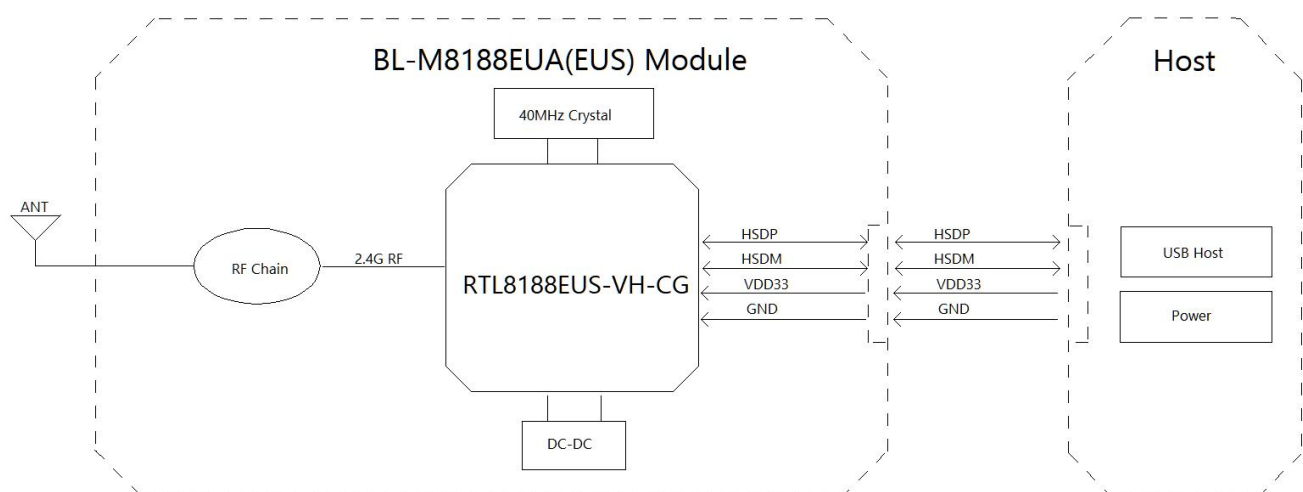 BL-M8188EUA(EUS) Module
Host
40MHz Crystal
ANT
RF Chain
2.4G RF
RTL8188EUS-VH-CG
HSDP
HSDM
VDD33
GND
HSDP
HSDM
VDD33
GND
USB Host
Power
DC-DC